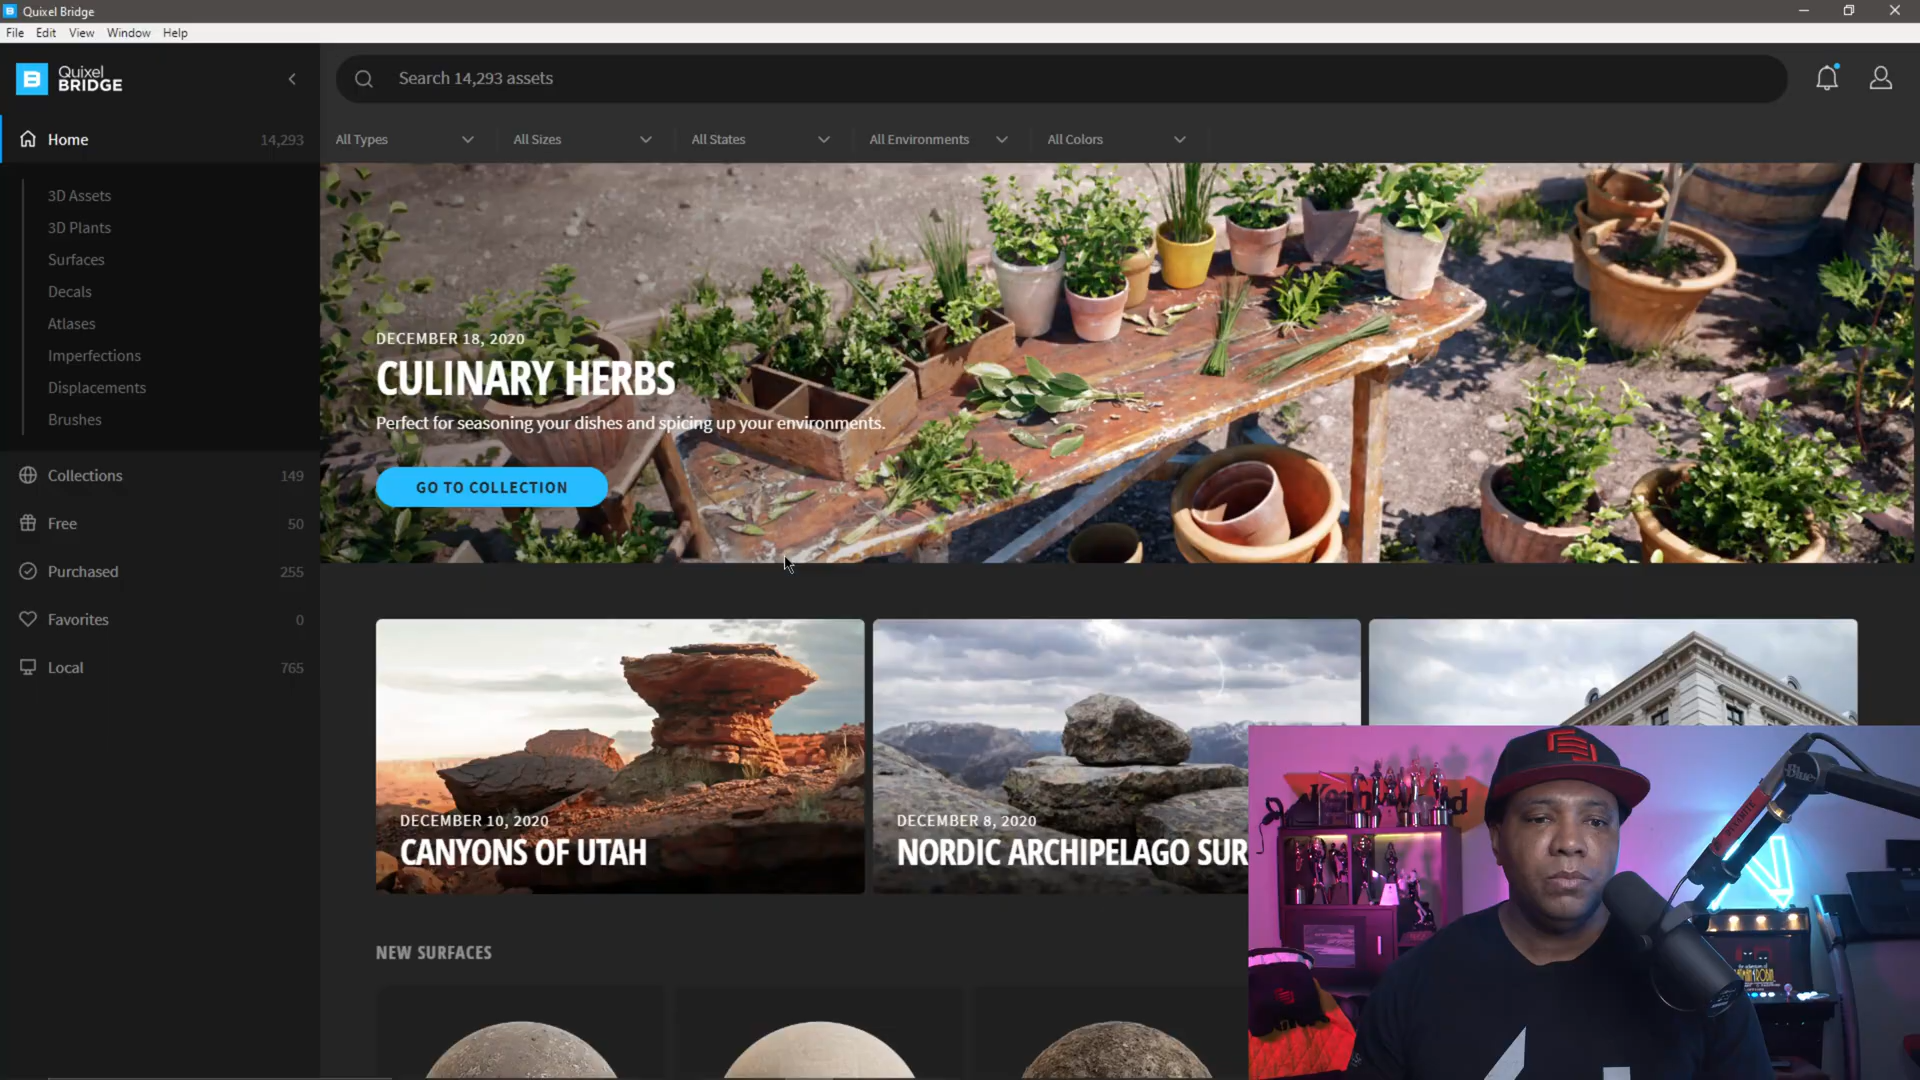 Quixel Bridge
File Edit View Window Help
Quixel
BRIDGE
Search 14,293 assets
Home 14,293
All Types All Sizes All States All Environments All Colors
3D Assets
3D Plants
Surfaces
Decals
Atlases
Imperfections
Displacements
Brushes
Collections 149
Free 50
Purchased 255
Favorites 0
Local 765
DECEMBER 18, 2020
CULINARY HERBS
Perfect for seasoning your dishes and spicing up your environments.
GO TO COLLECTION
DECEMBER 10, 2020
CANYONS OF UTAH
DECEMBER 8, 2020
NORDIC ARCHIPELAGO SUR
NEW SURFACES
Blue